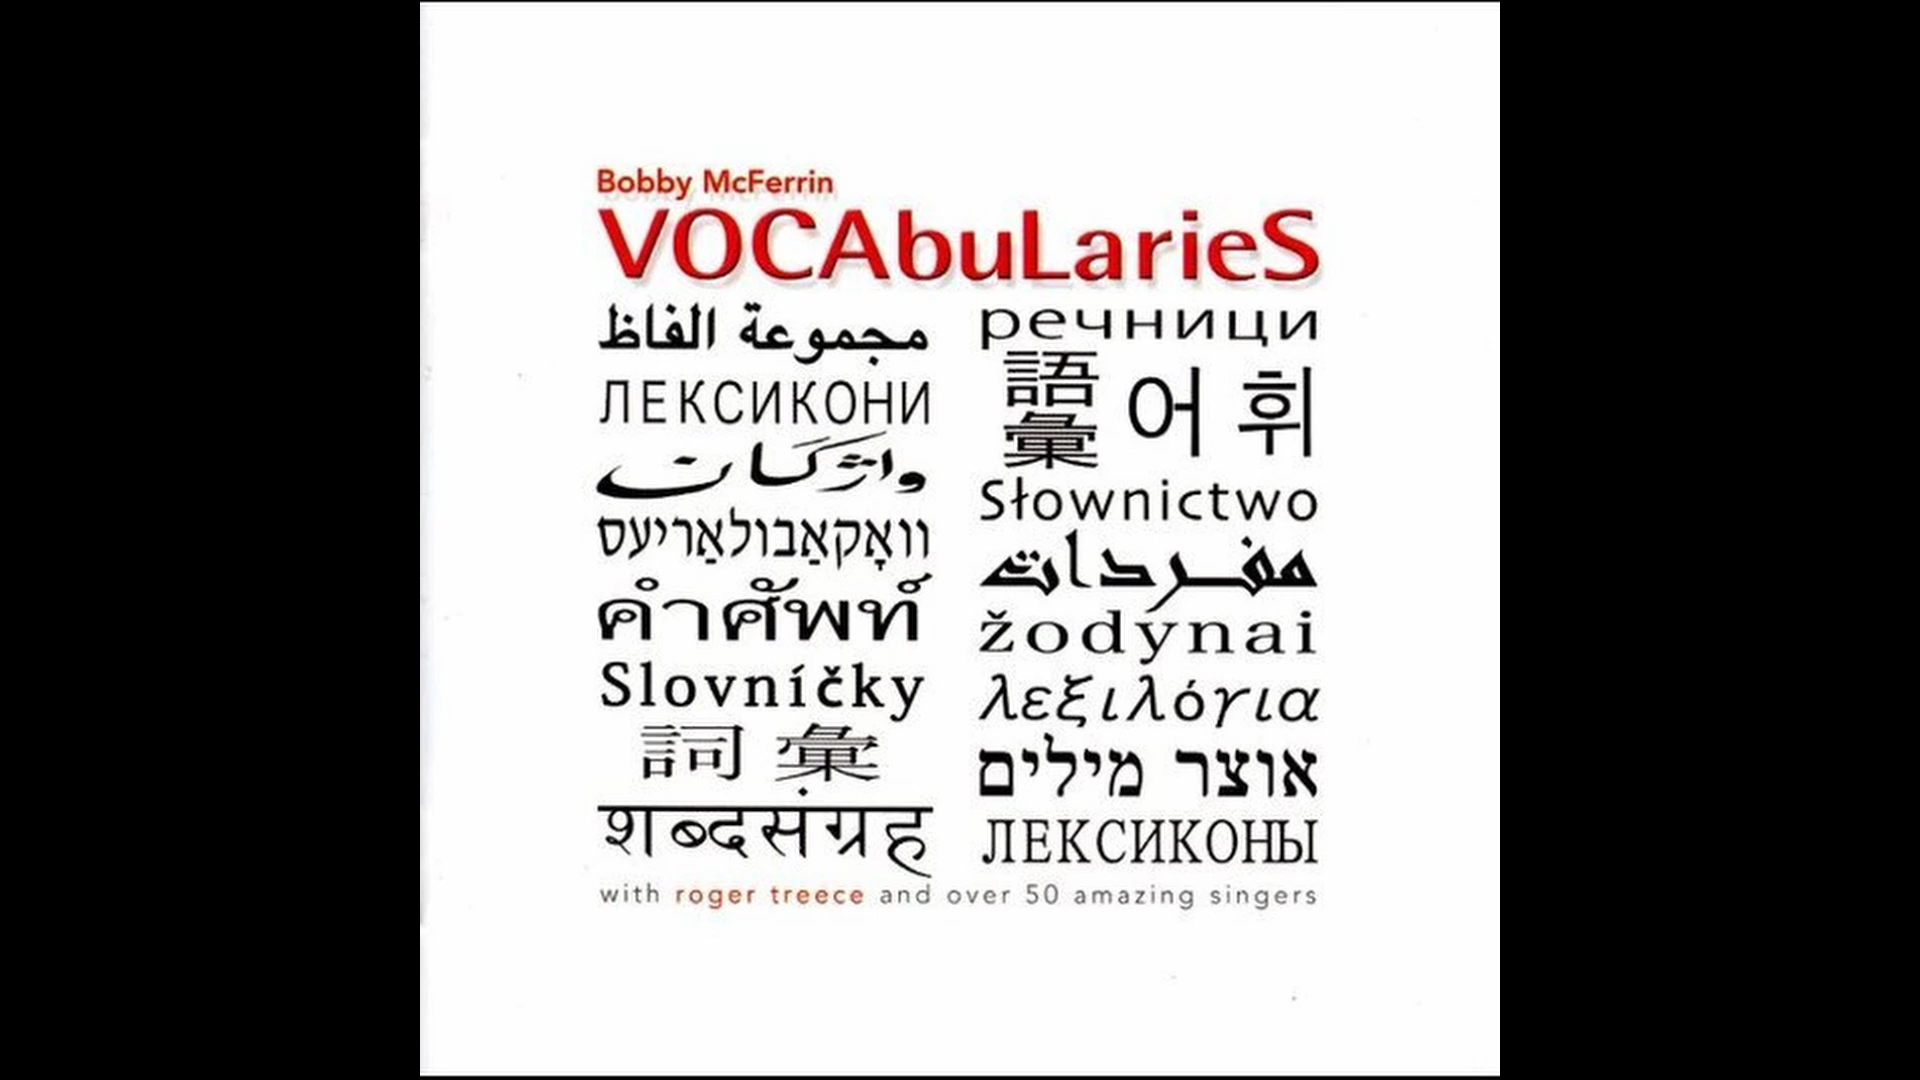 Bobby McFerrin
VOCAbuLarieS
مجموعة الفاظ
ЛЕКСИКОНИ
واژگان
וואָקאַבולאַריעס
คำศัพท์
Slovníčky
詞彙
शब्दसंग्रह
речници
語彙
어휘
Słownictwo
مفردات
žodynai
λεξιλόγια
אוצר מילים
ЛЕКСИКОНЫ
with roger treece and over 50 amazing singers